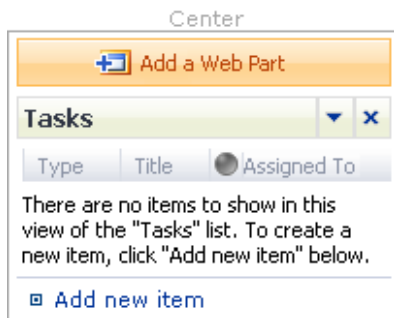 Center
Add a Web Part
Tasks
Type Title Assigned To
There are no items to show in this
view of the "Tasks" list. To create a
new item, click "Add new item" below.
Add new item